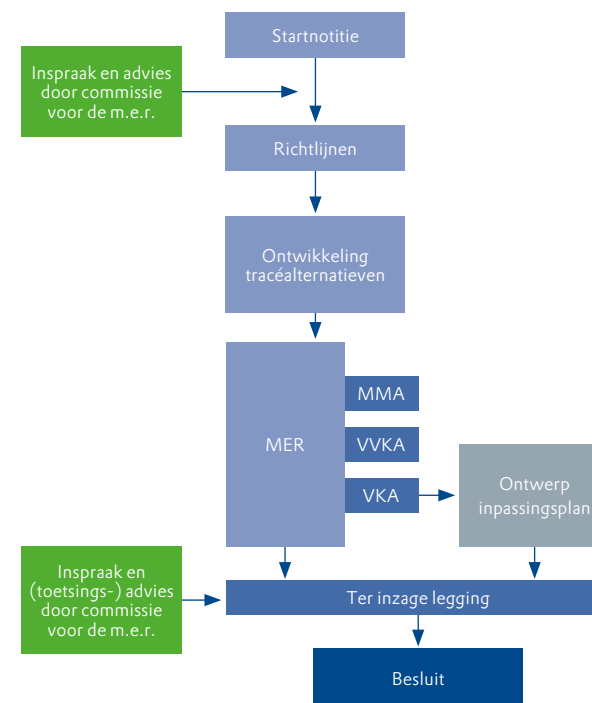 Startnotitie
Inspraak en advies
door commissie
voor de m.e.r.
Richtlijnen
Ontwikkeling
tracéalternatieven
MER
MMA
VVKA
VKA
Ontwerp
inpassingsplan
Inspraak en
(toetsings-) advies
door commissie
voor de m.e.r.
Ter inzage legging
Besluit